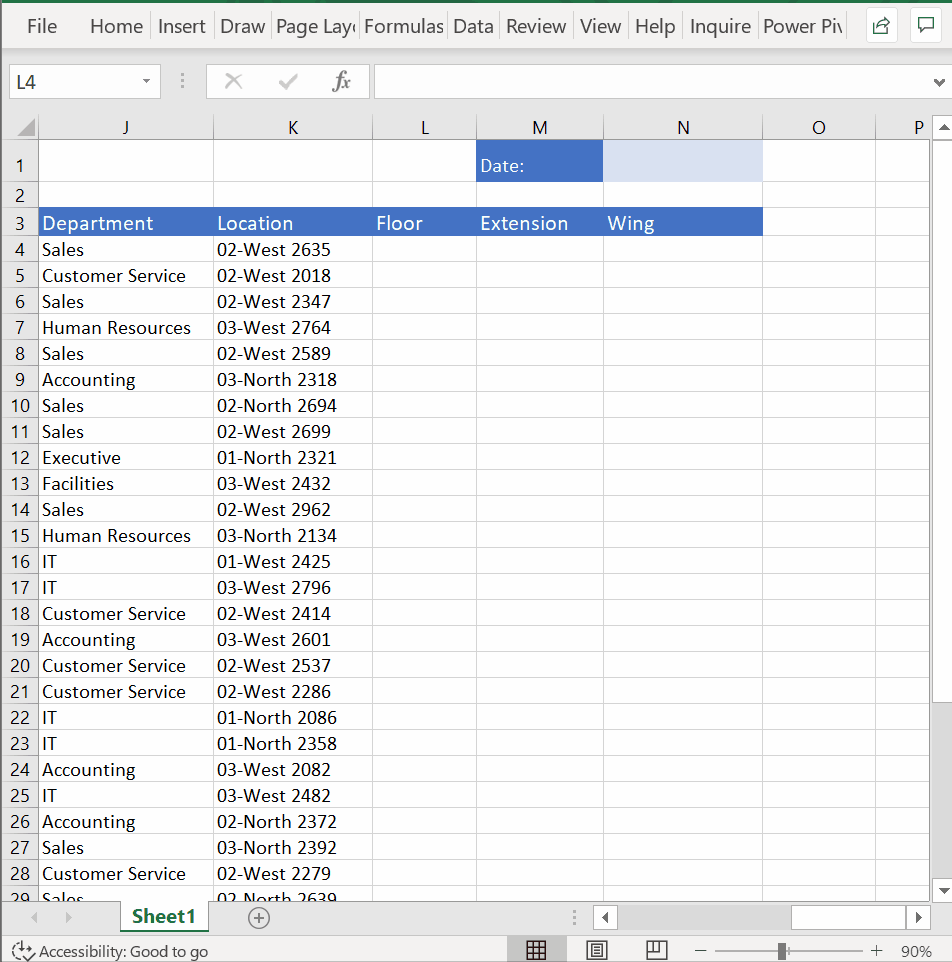 File Home Insert Draw Page Layo Formulas Data Review View Help Inquire Power Piv
L4 fx
J K L M N O P
1 Date:
2
3 Department Location Floor Extension Wing
4 Sales 02-West 2635
5 Customer Service 02-West 2018
6 Sales 02-West 2347
7 Human Resources 03-West 2764
8 Sales 02-West 2589
9 Accounting 03-North 2318
10 Sales 02-North 2694
11 Sales 02-West 2699
12 Executive 01-North 2321
13 Facilities 03-West 2432
14 Sales 02-West 2962
15 Human Resources 03-North 2134
16 IT 01-West 2425
17 IT 03-West 2796
18 Customer Service 02-West 2414
19 Accounting 03-West 2601
20 Customer Service 02-West 2537
21 Customer Service 02-West 2286
22 IT 01-North 2086
23 IT 01-North 2358
24 Accounting 03-West 2082
25 IT 03-West 2482
26 Accounting 02-North 2372
27 Sales 03-North 2392
28 Customer Service 02-West 2279
29 Sales 02-North 2639
Sheet1
Accessibility: Good to go 90%